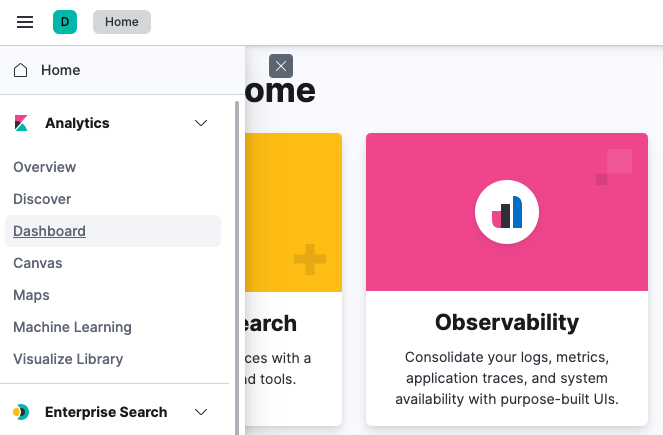 D
Home
Home
Analytics
Overview
Discover
Dashboard
Canvas
Maps
Machine Learning
Visualize Library
Enterprise Search
ome
earch
ces with a
nd tools.
Observability
Consolidate your logs, metrics,
application traces, and system
availability with purpose-built UIs.